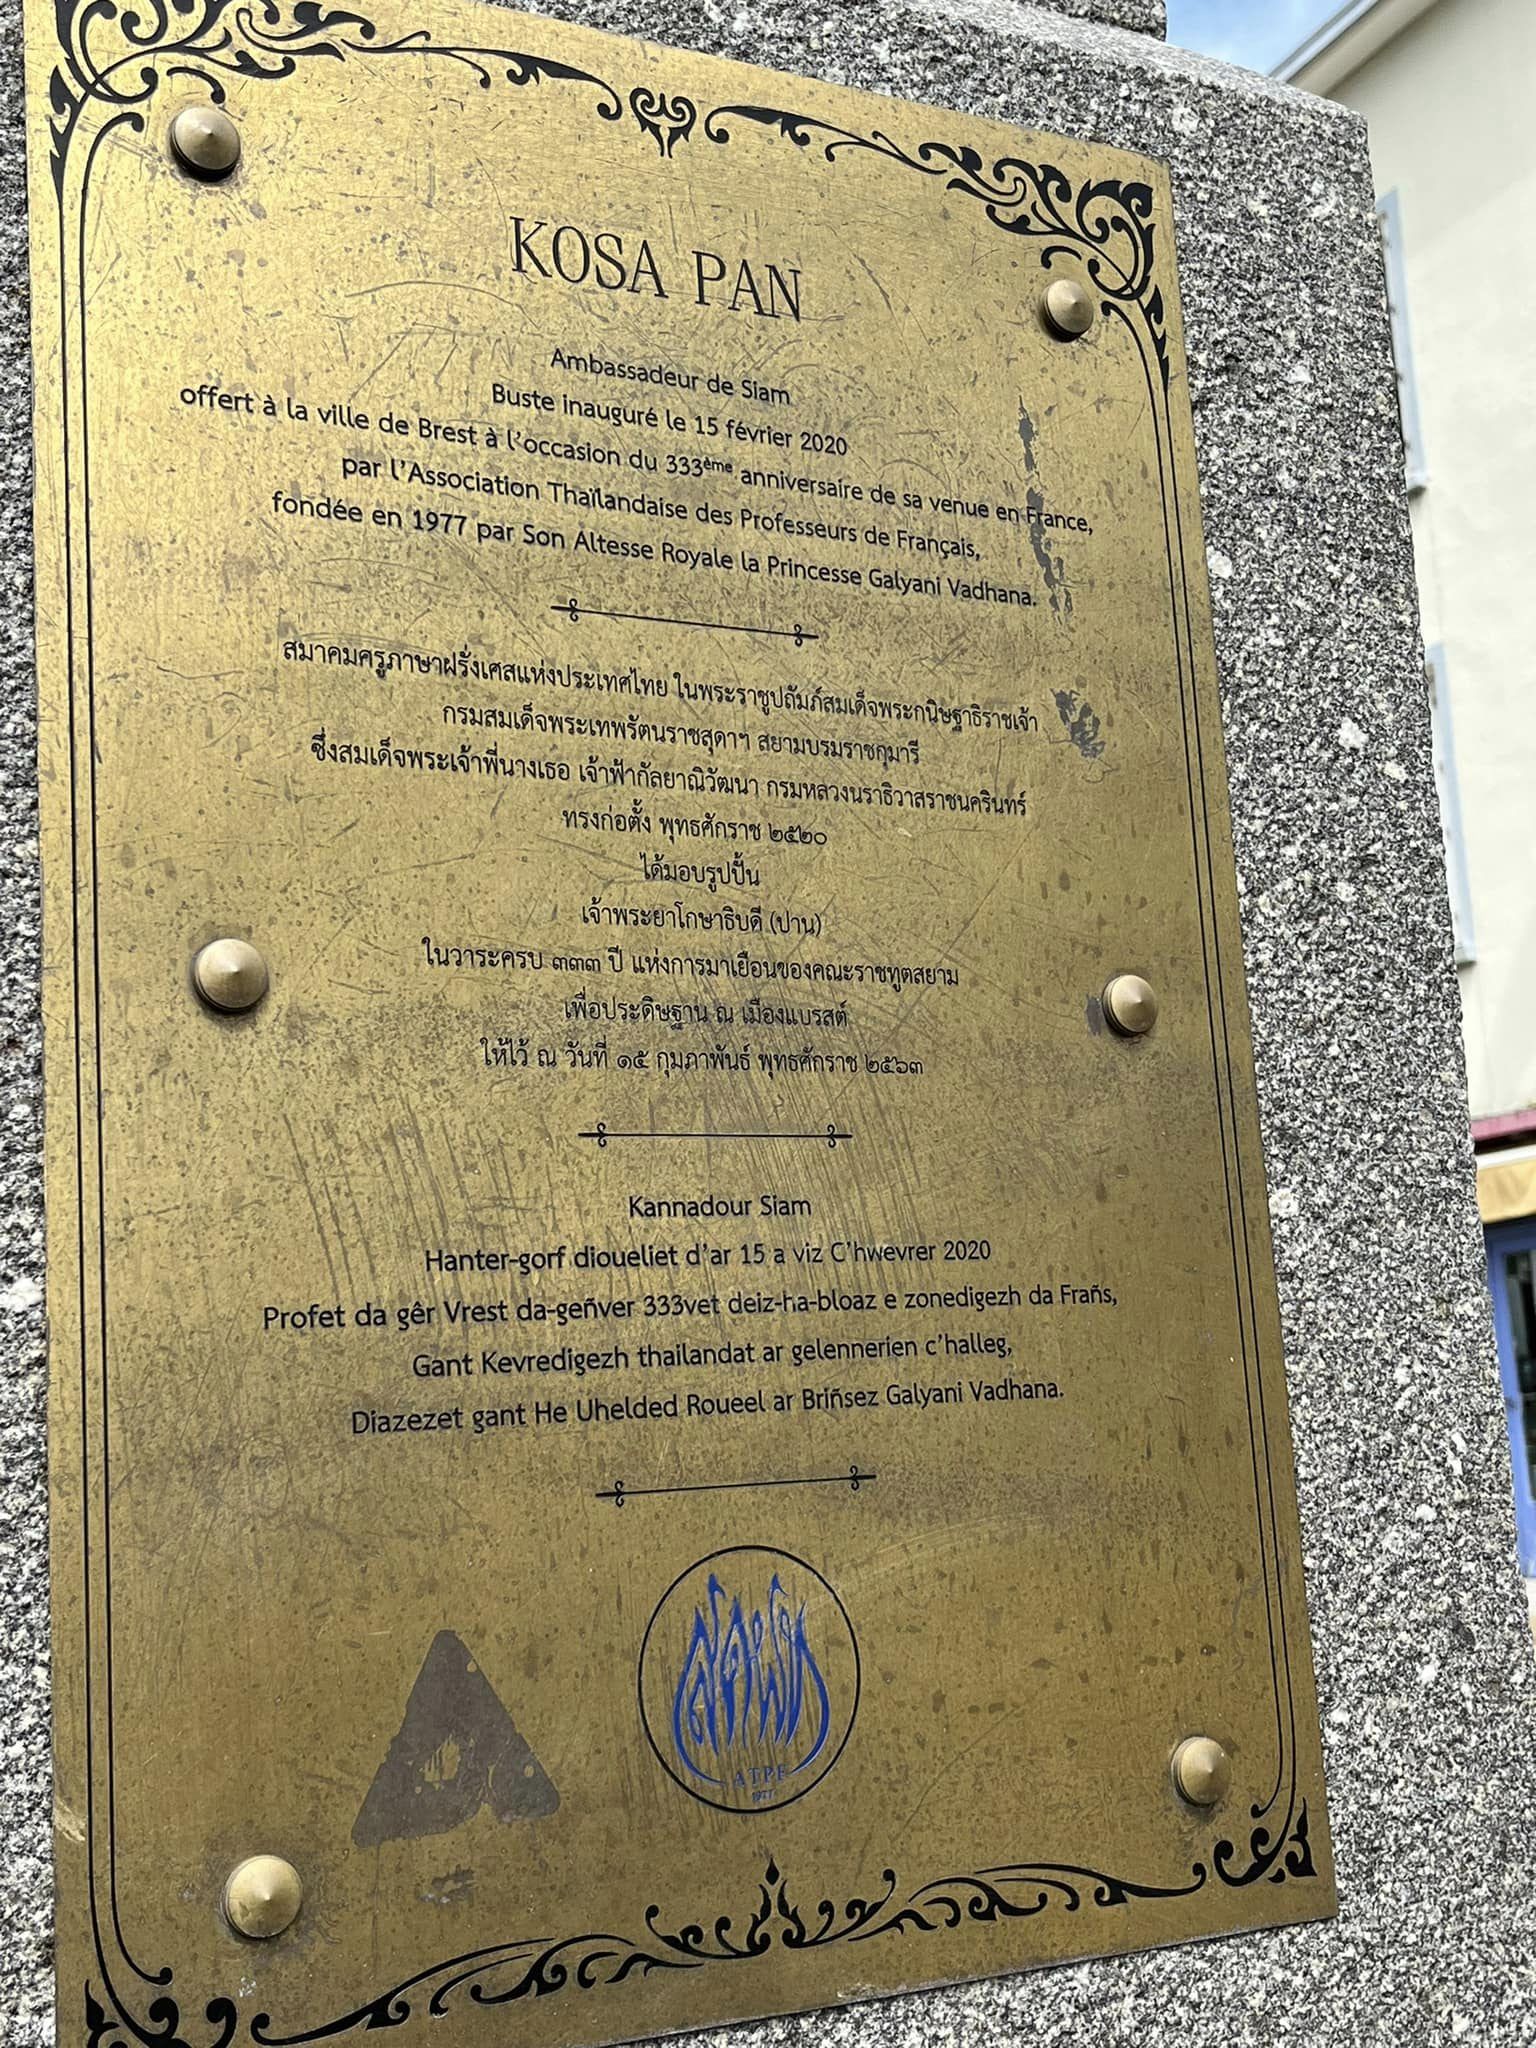 KOSA PAN
Ambassadeur de Siam
Buste inauguré le 15 février 2020
offert à la ville de Brest à l'occasion du 333ème anniversaire de sa venue en France,
par l'Association Thaïlandaise des Professeurs de Français,
fondée en 1977 par Son Altesse Royale la Princesse Galyani Vadhana.
สมาคมครูภาษาฝรั่งเศสแห่งประเทศไทย ในพระราชูปถัมภ์สมเด็จพระกนิษฐาธิราชเจ้า
กรมสมเด็จพระเทพรัตนราชสุดาฯ สยามบรมราชกุมารี
ซึ่งสมเด็จพระเจ้าพี่นางเธอ เจ้าฟ้ากัลยาณิวัฒนา กรมหลวงนราธิวาสราชนครินทร์
ทรงก่อตั้ง พุทธศักราช ๒๕๒๐
ได้มอบรูปปั้น
เจ้าพระยาโกษาธิบดี (ปาน)
ในวาระครบ ๓๓๓ ปี แห่งการมาเยือนของคณะราชทูตสยาม
เพื่อประดิษฐาน ณ เมืองแบรสต์
ให้ไว้ ณ วันที่ ๑๕ กุมภาพันธ์ พุทธศักราช ๒๕๖๓
Kannadour Siam
Hanter-gorf dioueliet d'ar 15 a viz C'hwevrer 2020
Profet da gêr Vrest da-geñver 333vet deiz-ha-bloaz e zonedigezh da Frañs,
Gant Kevredigezh thailandat ar gelennerien c'halleg,
Diazezet gant He Uhelded Roueel ar Briñsez Galyani Vadhana.
ATPF
1977